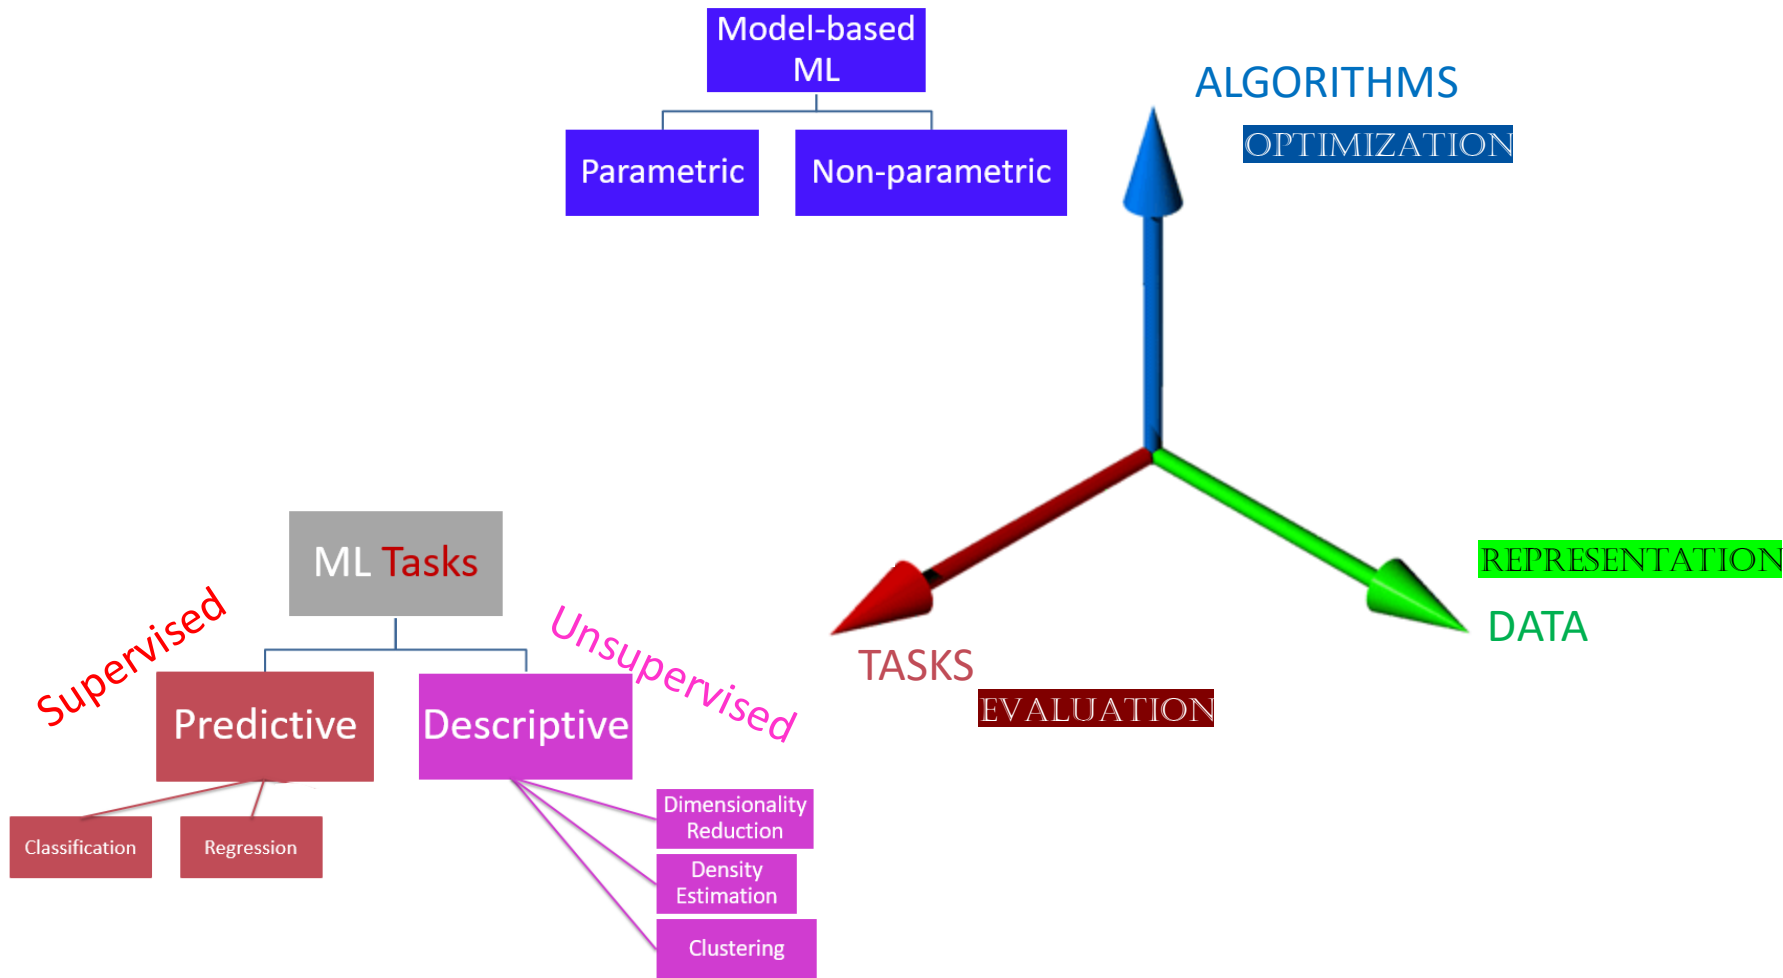 Model-based
ML
Parametric
Non-parametric
ALGORITHMS
OPTIMIZATION
REPRESENTATION
DATA
TASKS
EVALUATION
ML Tasks
Supervised
Unsupervised
Predictive
Descriptive
Classification
Regression
Dimensionality
Reduction
Density
Estimation
Clustering